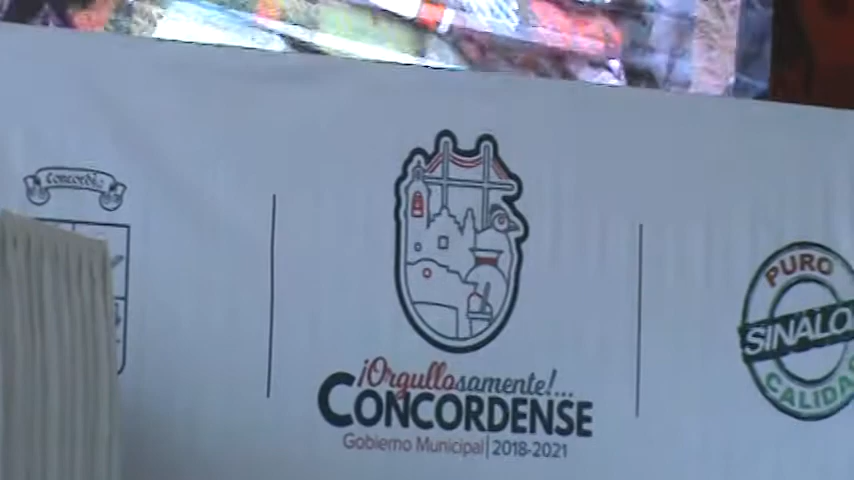 Concordia
¡Orgullosamente!...
CONCORDENSE
Gobierno Municipal | 2018-2021
PURO
SINALO
CALIDA